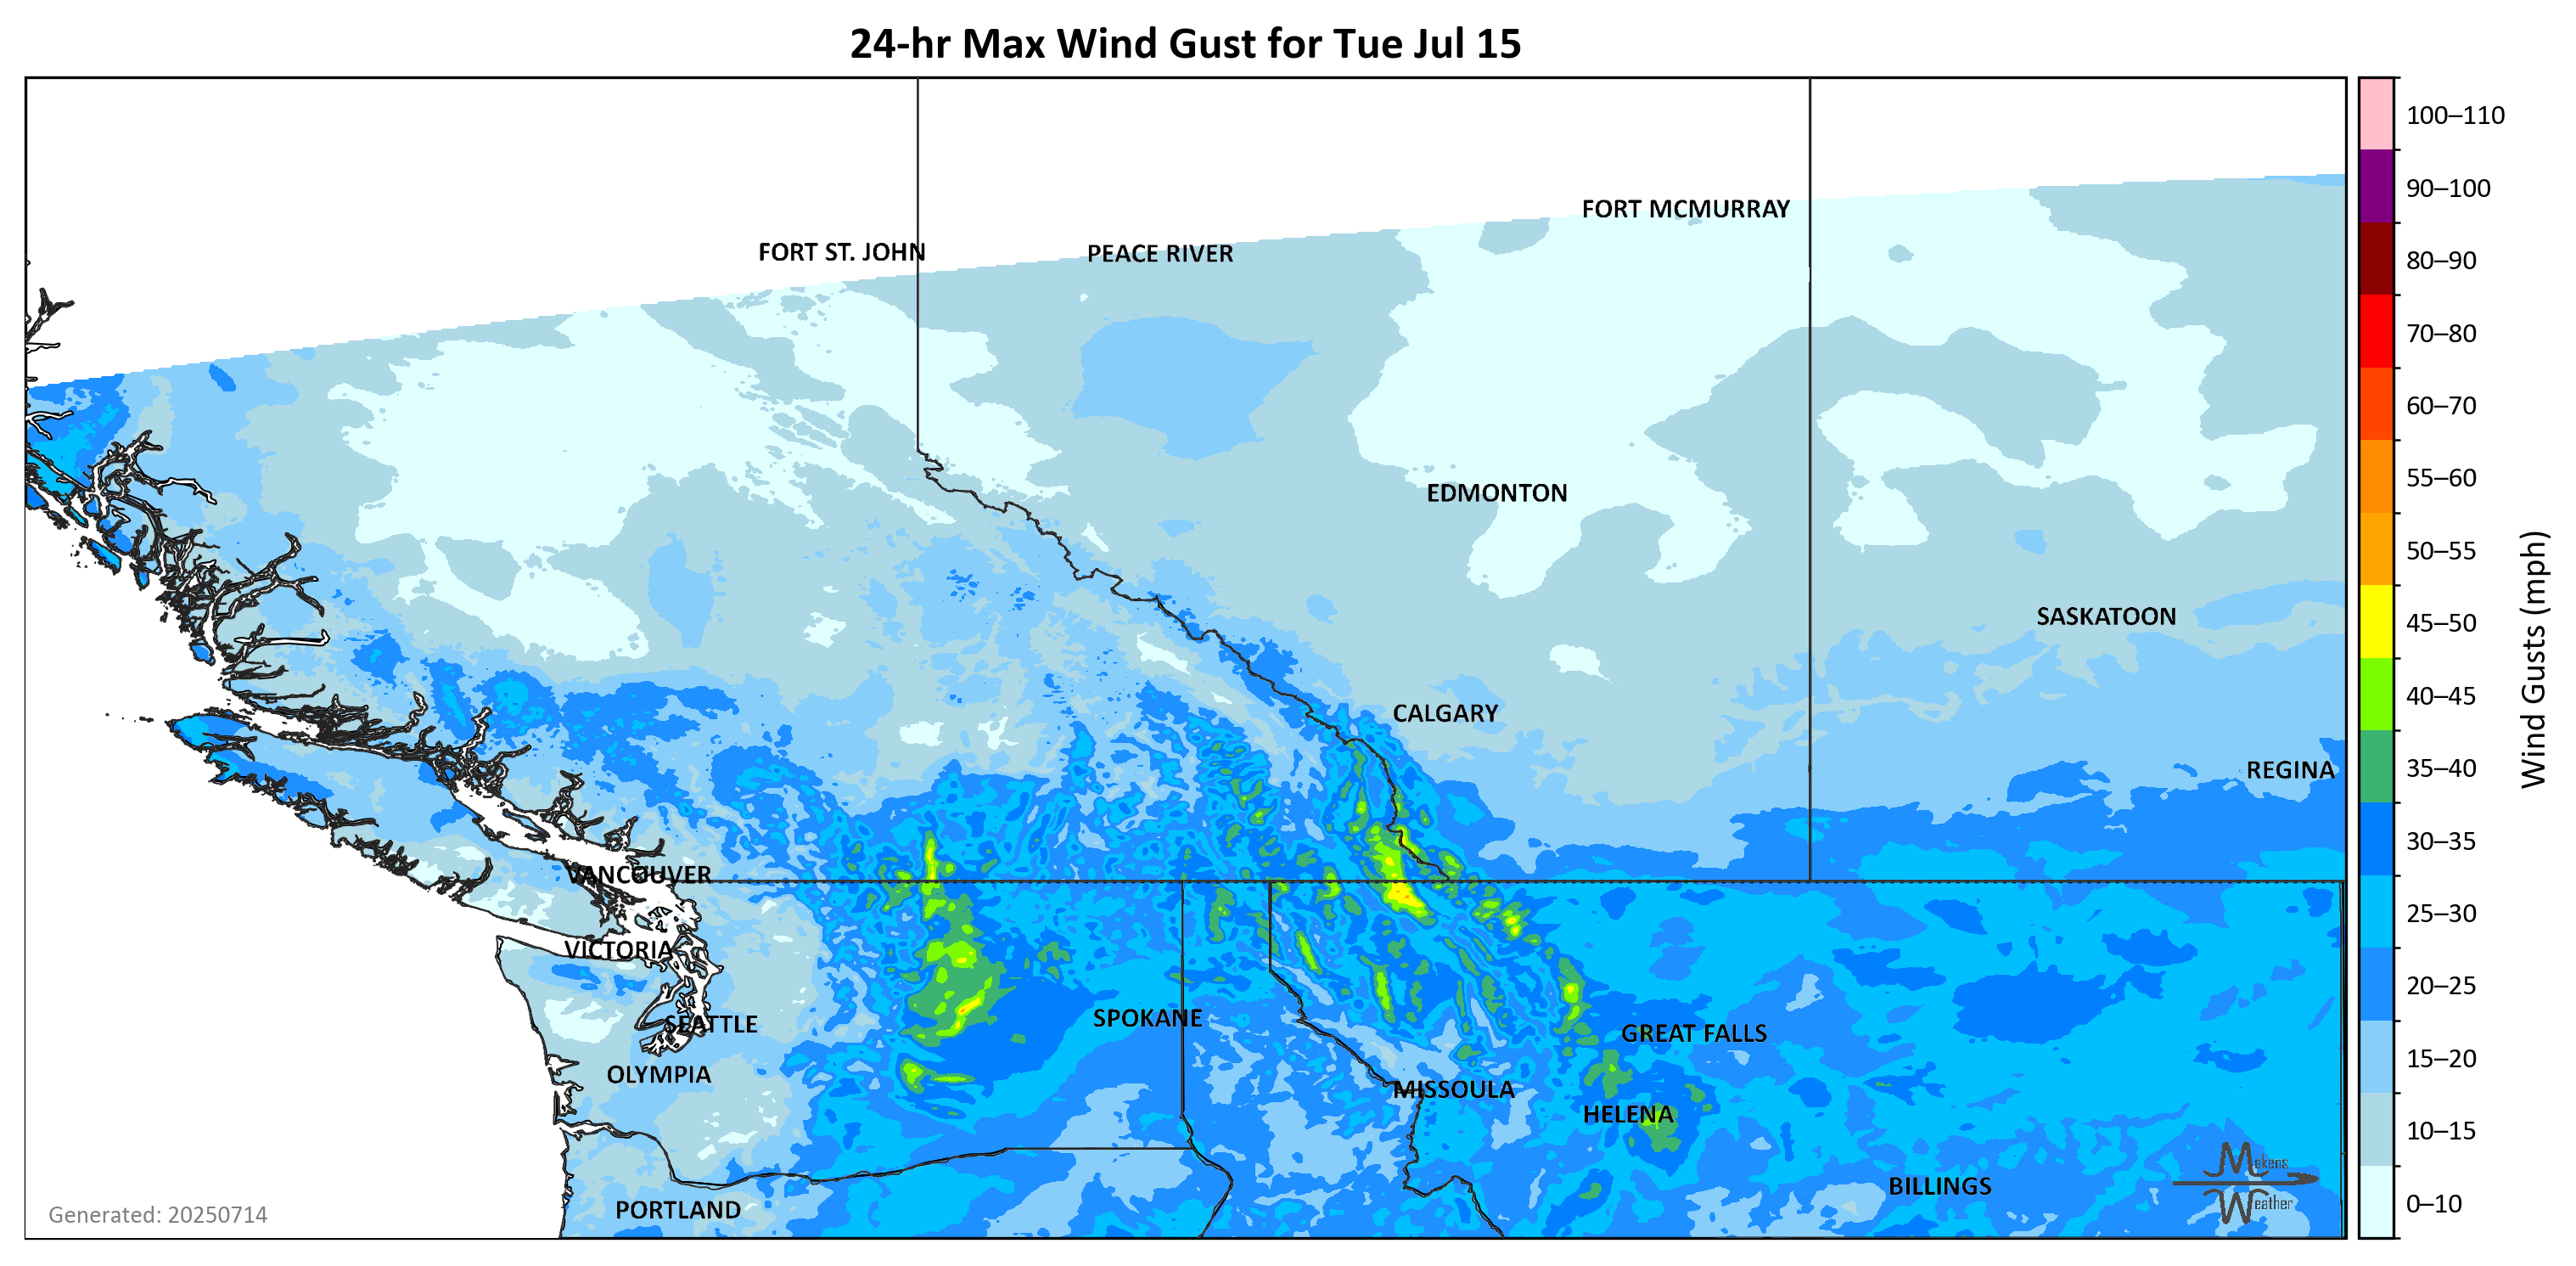 24-hr Max Wind Gust for Tue Jul 15
100–110
90–100
80–90
70–80
60–70
55–60
50–55
45–50
40–45
35–40
30–35
25–30
20–25
15–20
10–15
0–10
Wind Gusts (mph)
FORT MCMURRAY
FORT ST. JOHN
PEACE RIVER
EDMONTON
SASKATOON
CALGARY
REGINA
VANCOUVER
VICTORIA
SPOKANE
SEATTLE
GREAT FALLS
OLYMPIA
MISSOULA
HELENA
BILLINGS
PORTLAND
Makens
Weather
Generated: 20250714